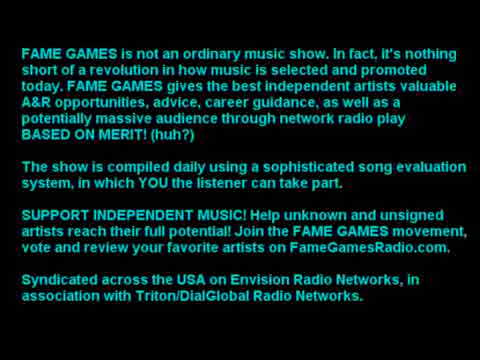 FAME GAMES is not an ordinary music show. In fact, it's nothing
short of a revolution in how music is selected and promoted
today. FAME GAMES gives the best independent artists valuable
A&R opportunities, advice, career guidance, as well as a
potentially massive audience through network radio play
BASED ON MERIT! (huh?)
The show is compiled daily using a sophisticated song evaluation
system, in which YOU the listener can take part.
SUPPORT INDEPENDENT MUSIC! Help unknown and unsigned
artists reach their full potential! Join the FAME GAMES movement,
vote and review your favorite artists on FameGamesRadio.com.
Syndicated across the USA on Envision Radio Networks, in
association with Triton/DialGlobal Radio Networks.